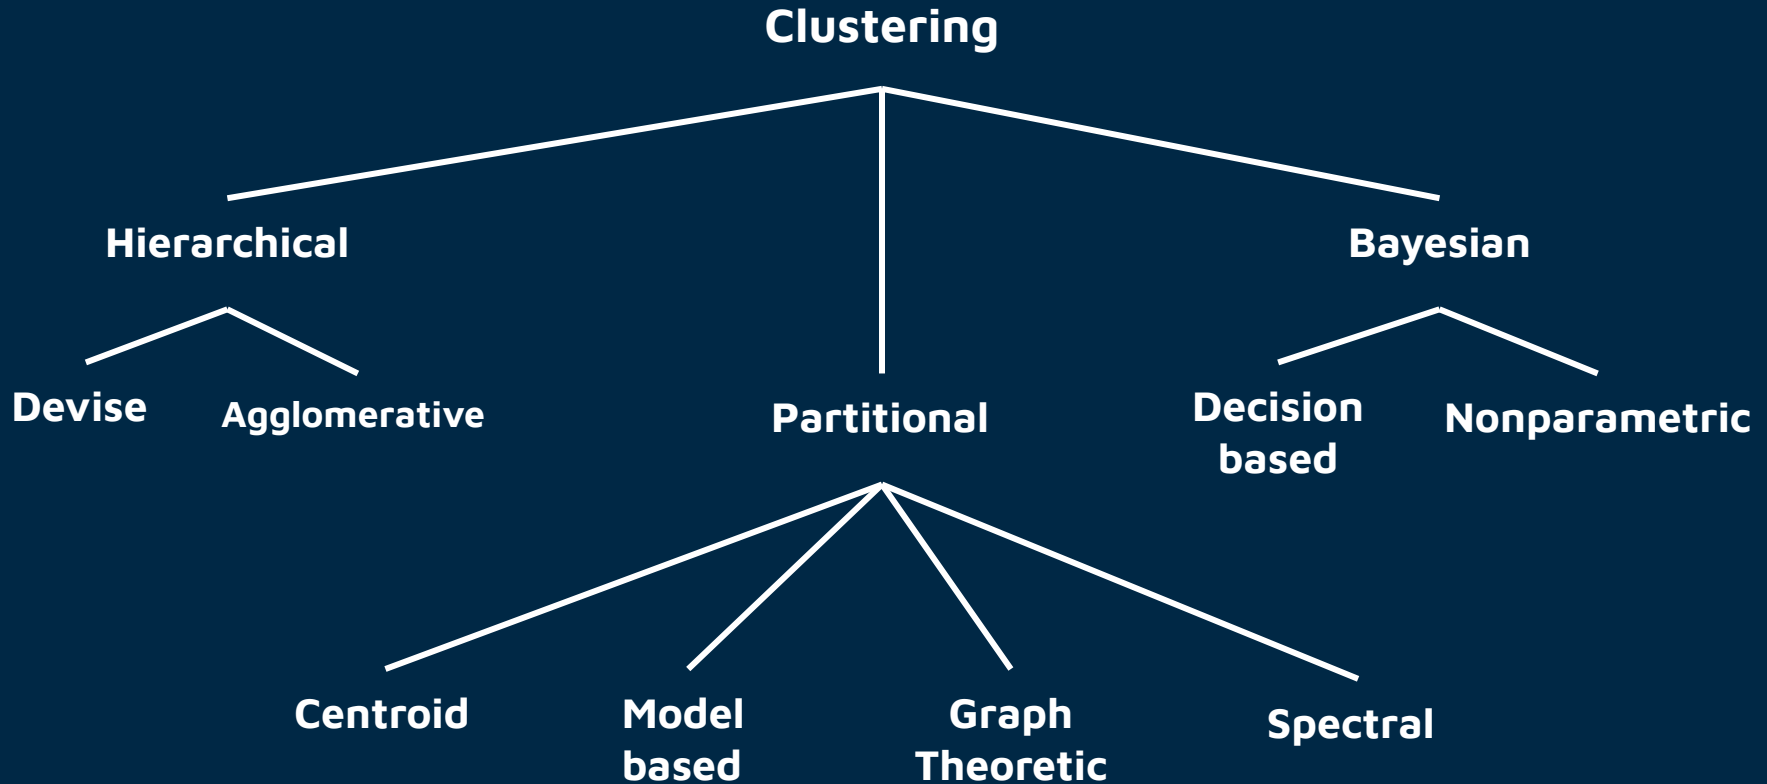 Clustering
Hierarchical
Bayesian
Devise
Agglomerative
Partitional
Decision
based
Nonparametric
Centroid
Model
based
Graph
Theoretic
Spectral